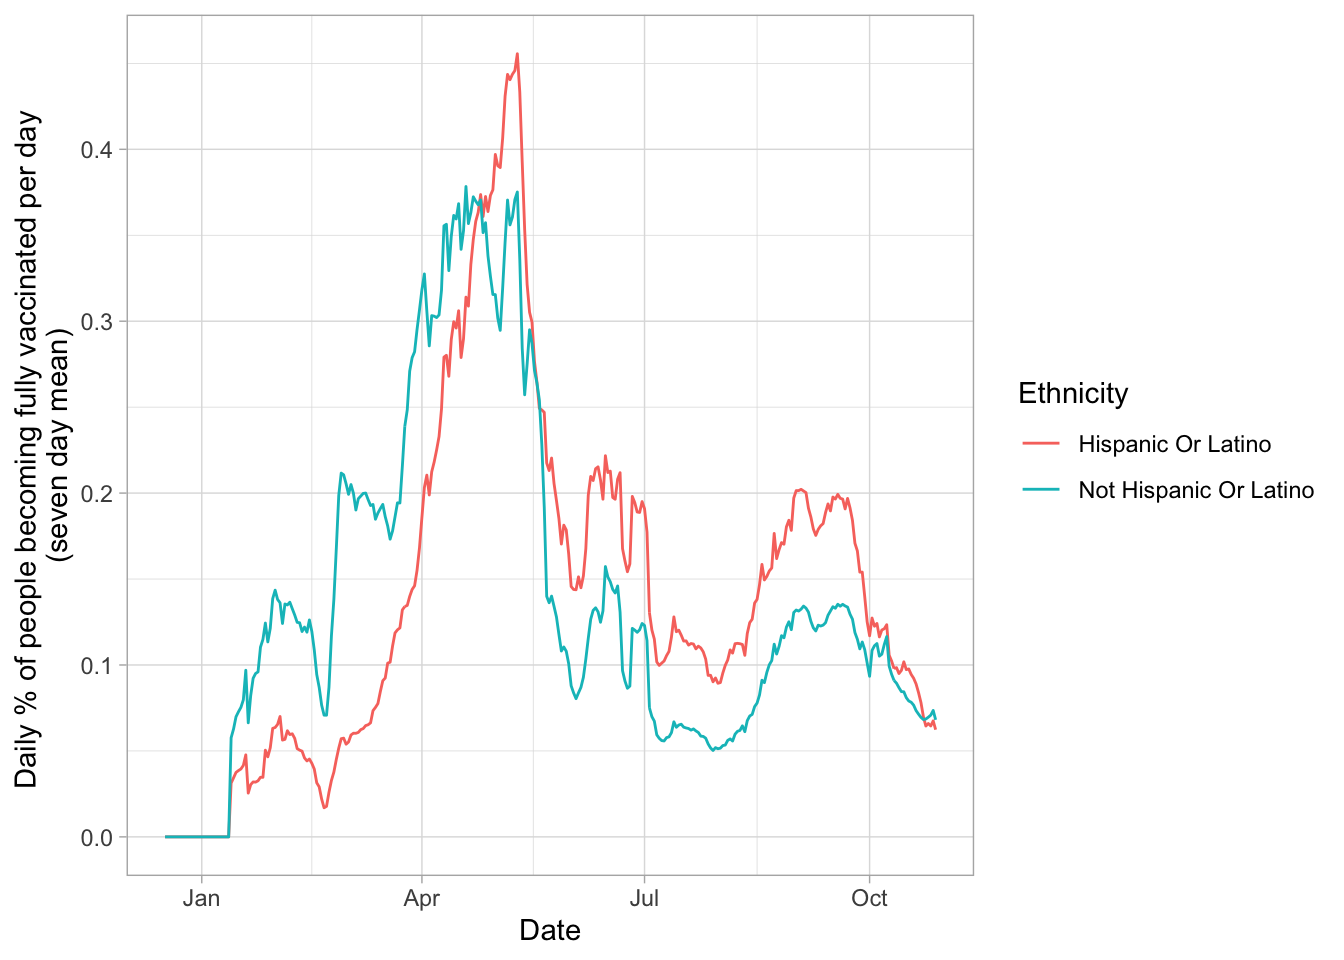 Daily % of people becoming fully vaccinated per day
(seven day mean)
0.4
0.3
0.2
0.1
0.0
Jan
Apr
Jul
Oct
Date
Ethnicity
Hispanic Or Latino
Not Hispanic Or Latino